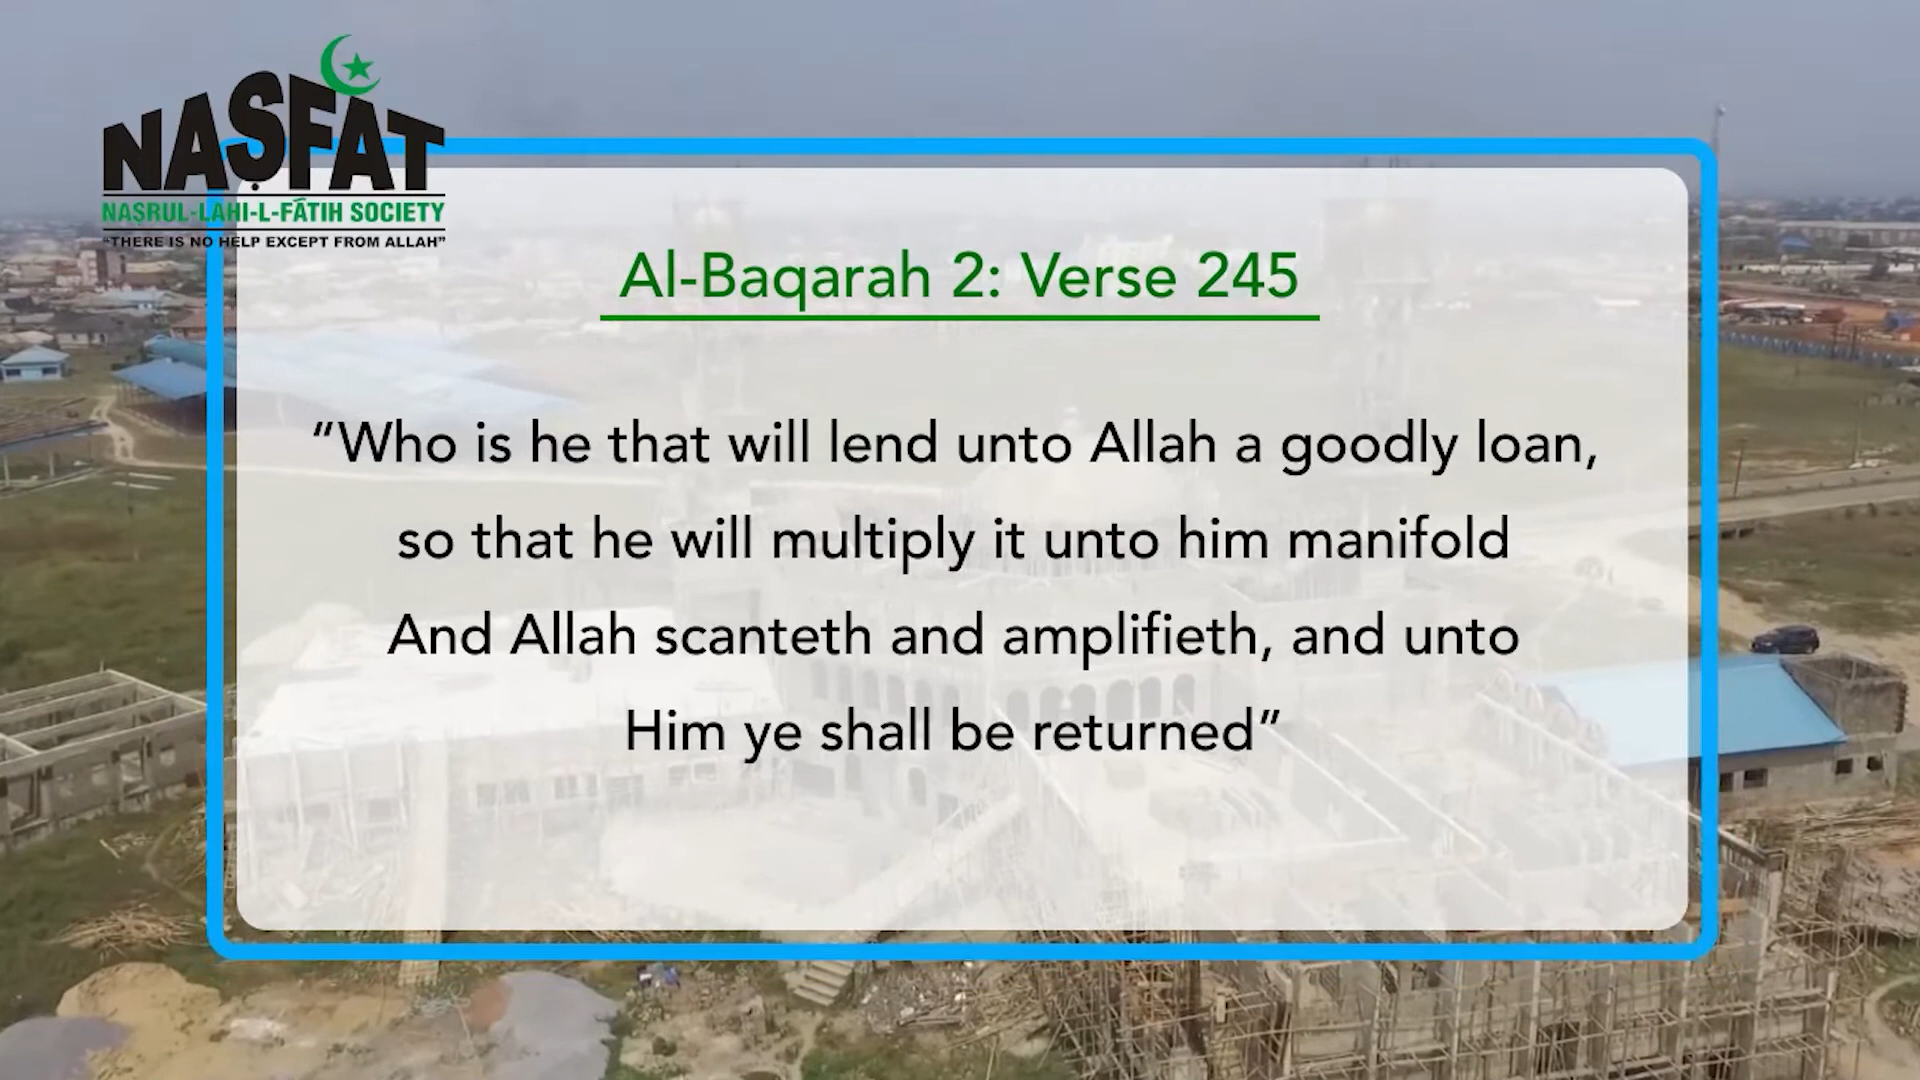 NAṢFAT
NAṢRUL-LAHI-L-FÁTIH SOCIETY
“THERE IS NO HELP EXCEPT FROM ALLAH”
Al-Baqarah 2: Verse 245
“Who is he that will lend unto Allah a goodly loan,
so that he will multiply it unto him manifold
And Allah scanteth and amplifieth, and unto
Him ye shall be returned”